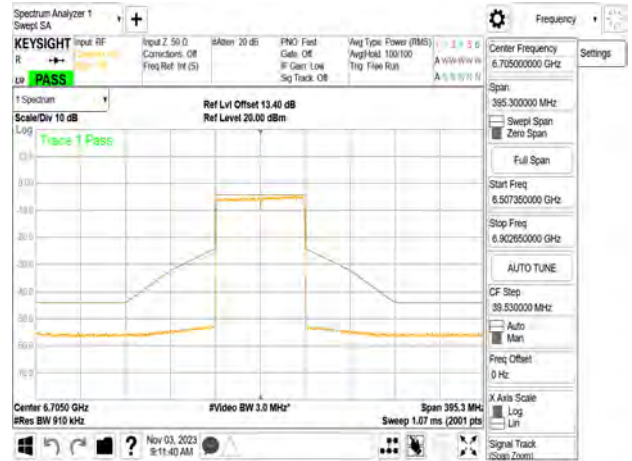 Spectrum Analyzer 1
Swept SA
Frequency
KEYSIGHT
Input: RF
Input Z: 50 Ω
Corrections: Off
Freq Ref: Int (S)
#Atten: 20 dB
PNO: Fast
Gate: Off
IF Gain: Low
Sig Track: Off
Avg Type: Power (RMS)
Avg|Hold: 100/100
Trig: Free Run
PASS
1 Spectrum
Scale/Div 10 dB
Ref Lvl Offset 13.40 dB
Ref Level 20.00 dBm
Log
Trace 1 Pass
Center 6.7050 GHz
#Video BW 3.0 MHz*
Span 395.3 MHz
#Res BW 910 kHz
Sweep 1.07 ms (2001 pts)
Nov 03, 2023
9:11:40 AM
Center Frequency
6.705000000 GHz
Settings
Span
395.300000 MHz
Swept Span
Zero Span
Full Span
Start Freq
6.507350000 GHz
Stop Freq
6.902650000 GHz
AUTO TUNE
CF Step
39.530000 MHz
Auto
Man
Freq Offset
0 Hz
X Axis Scale
Log
Lin
Signal Track
(Span Zoom)